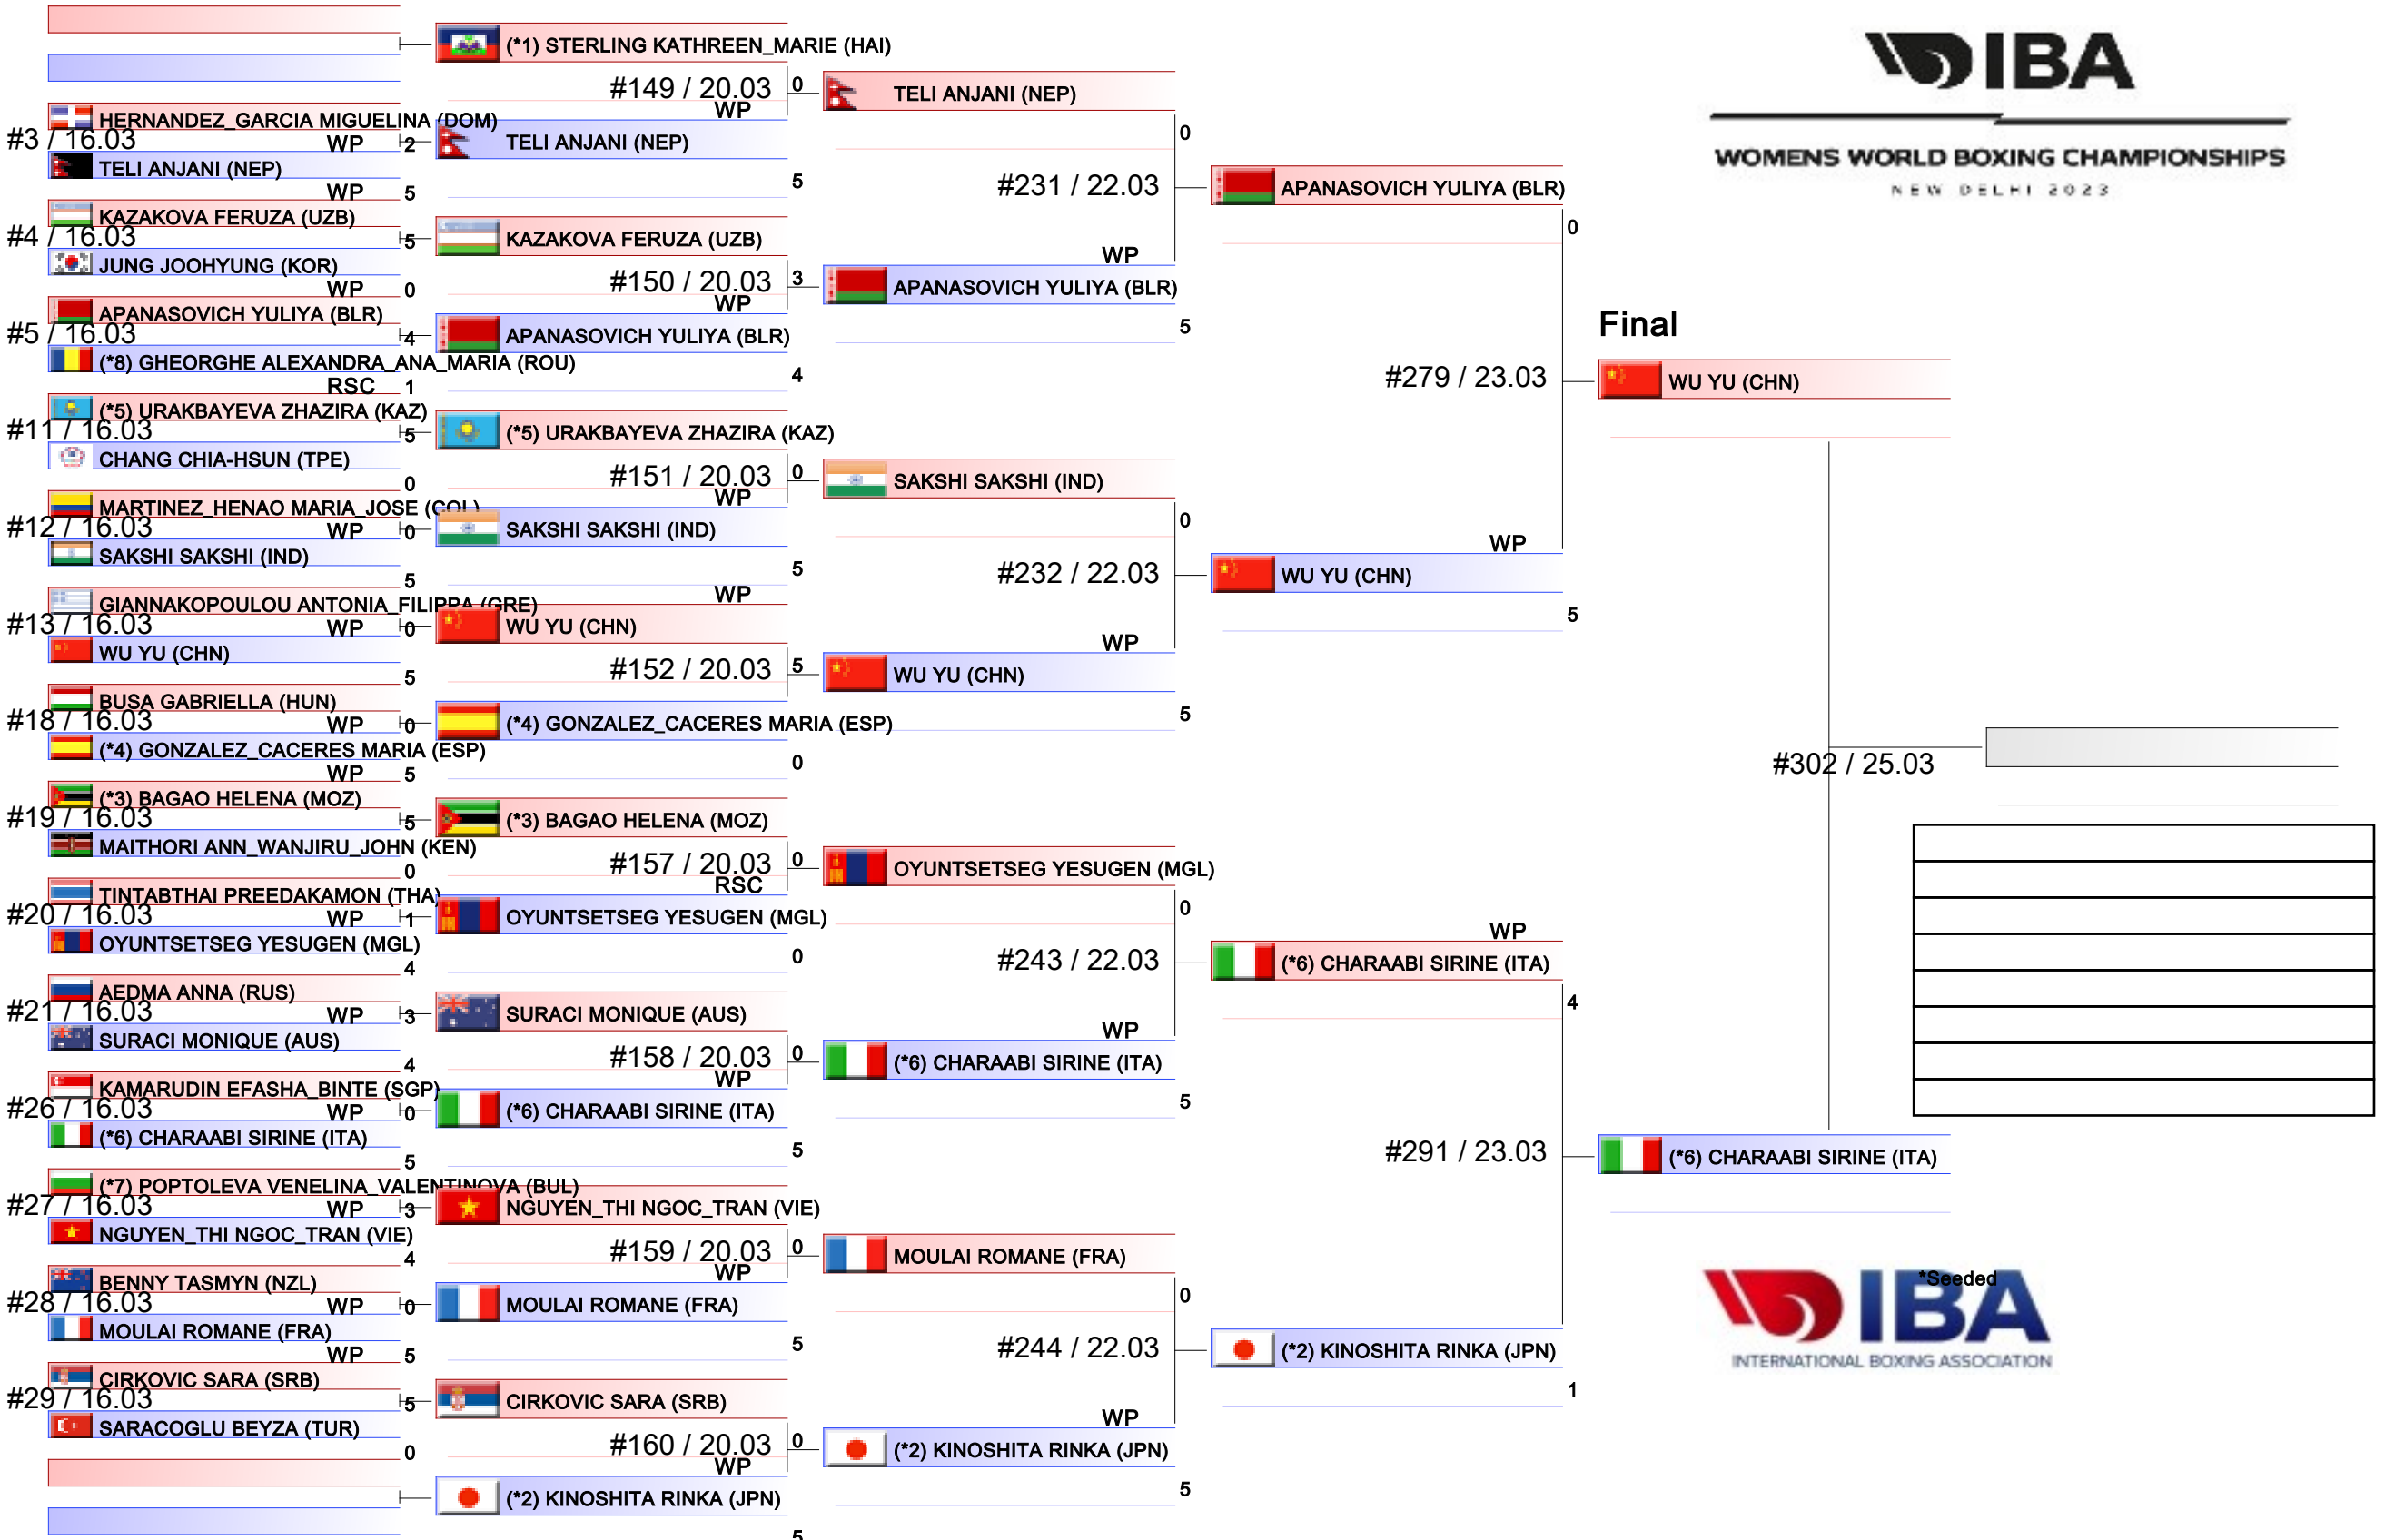 (*1) STERLING KATHREEN_MARIE (HAI)
#149 / 20.03
0
WP
TELI ANJANI (NEP)
5
HERNANDEZ_GARCIA MIGUELINA (DOM)
#3 / 16.03
WP
2
TELI ANJANI (NEP)
WP
5
KAZAKOVA FERUZA (UZB)
#4 / 16.03
5
JUNG JOOHYUNG (KOR)
WP
0
APANASOVICH YULIYA (BLR)
#5 / 16.03
4
(*8) GHEORGHE ALEXANDRA_ANA_MARIA (ROU)
RSC
1
(*5) URAKBAYEVA ZHAZIRA (KAZ)
#11 / 16.03
5
CHANG CHIA-HSUN (TPE)
0
MARTINEZ_HENAO MARIA_JOSE (COL)
#12 / 16.03
WP
0
SAKSHI SAKSHI (IND)
5
GIANNAKOPOULOU ANTONIA_FILIPPA (GRE)
#13 / 16.03
WP
0
WU YU (CHN)
5
BUSA GABRIELLA (HUN)
#18 / 16.03
WP
0
(*4) GONZALEZ_CACERES MARIA (ESP)
WP
5
(*3) BAGAO HELENA (MOZ)
#19 / 16.03
5
MAITHORI ANN_WANJIRU_JOHN (KEN)
0
TINTABTHAI PREEDAKAMON (THA)
#20 / 16.03
WP
1
OYUNTSETSEG YESUGEN (MGL)
4
AEDMA ANNA (RUS)
#21 / 16.03
WP
3
SURACI MONIQUE (AUS)
4
KAMARUDIN EFASHA_BINTE (SGP)
#26 / 16.03
WP
0
(*6) CHARAABI SIRINE (ITA)
5
(*7) POPTOLEVA VENELINA_VALENTINOVA (BUL)
#27 / 16.03
WP
3
NGUYEN_THI NGOC_TRAN (VIE)
4
BENNY TASMYN (NZL)
#28 / 16.03
WP
0
MOULAI ROMANE (FRA)
WP
5
CIRKOVIC SARA (SRB)
#29 / 16.03
5
SARACOGLU BEYZA (TUR)
0
KAZAKOVA FERUZA (UZB)
#150 / 20.03
3
WP
APANASOVICH YULIYA (BLR)
4
(*5) URAKBAYEVA ZHAZIRA (KAZ)
#151 / 20.03
0
WP
SAKSHI SAKSHI (IND)
5
WP
WU YU (CHN)
#152 / 20.03
5
(*4) GONZALEZ_CACERES MARIA (ESP)
0
(*3) BAGAO HELENA (MOZ)
#157 / 20.03
0
RSC
OYUNTSETSEG YESUGEN (MGL)
0
SURACI MONIQUE (AUS)
#158 / 20.03
0
WP
(*6) CHARAABI SIRINE (ITA)
5
NGUYEN_THI NGOC_TRAN (VIE)
#159 / 20.03
0
WP
MOULAI ROMANE (FRA)
5
CIRKOVIC SARA (SRB)
#160 / 20.03
0
WP
(*2) KINOSHITA RINKA (JPN)
5
TELI ANJANI (NEP)
0
#231 / 22.03
WP
APANASOVICH YULIYA (BLR)
5
SAKSHI SAKSHI (IND)
0
#232 / 22.03
WP
WU YU (CHN)
5
OYUNTSETSEG YESUGEN (MGL)
0
#243 / 22.03
WP
(*6) CHARAABI SIRINE (ITA)
5
MOULAI ROMANE (FRA)
0
#244 / 22.03
WP
(*2) KINOSHITA RINKA (JPN)
5
APANASOVICH YULIYA (BLR)
0
#279 / 23.03
WP
WU YU (CHN)
5
WP
(*6) CHARAABI SIRINE (ITA)
4
#291 / 23.03
(*2) KINOSHITA RINKA (JPN)
1
Final
WU YU (CHN)
#302 / 25.03
(*6) CHARAABI SIRINE (ITA)
IBA
WOMENS WORLD BOXING CHAMPIONSHIPS
NEW DELHI 2023
*Seeded
IBA
INTERNATIONAL BOXING ASSOCIATION